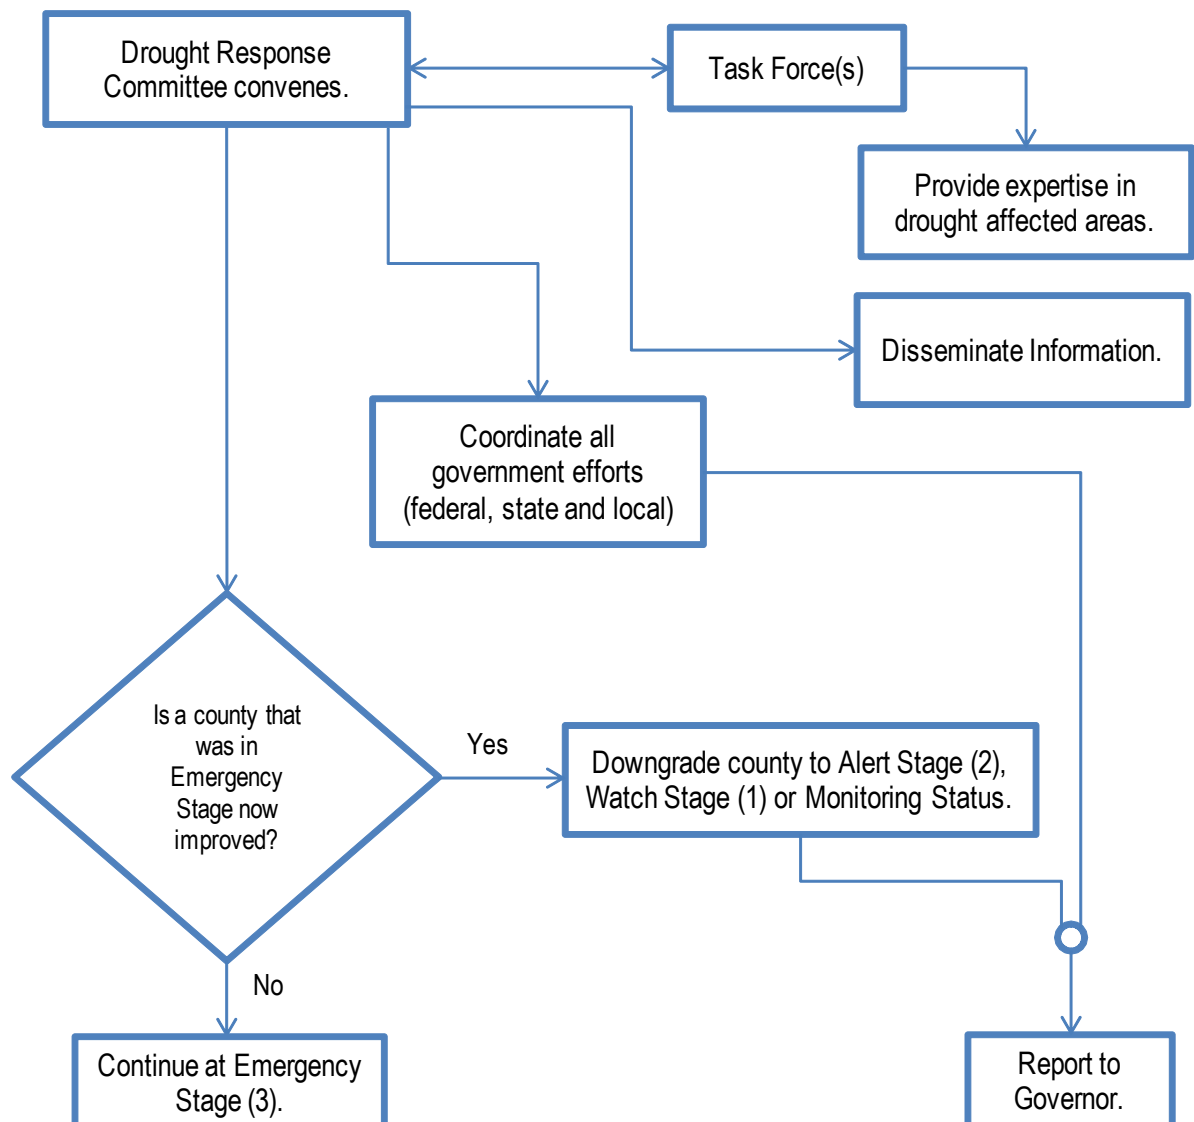 Drought Response
Committee convenes.
Task Force(s)
Provide expertise in
drought affected areas.
Disseminate Information.
Coordinate all
government efforts
(federal, state and local)
Is a county that
was in
Emergency
Stage now
improved?
Yes
Downgrade county to Alert Stage (2),
Watch Stage (1) or Monitoring Status.
No
Continue at Emergency
Stage (3).
Report to
Governor.